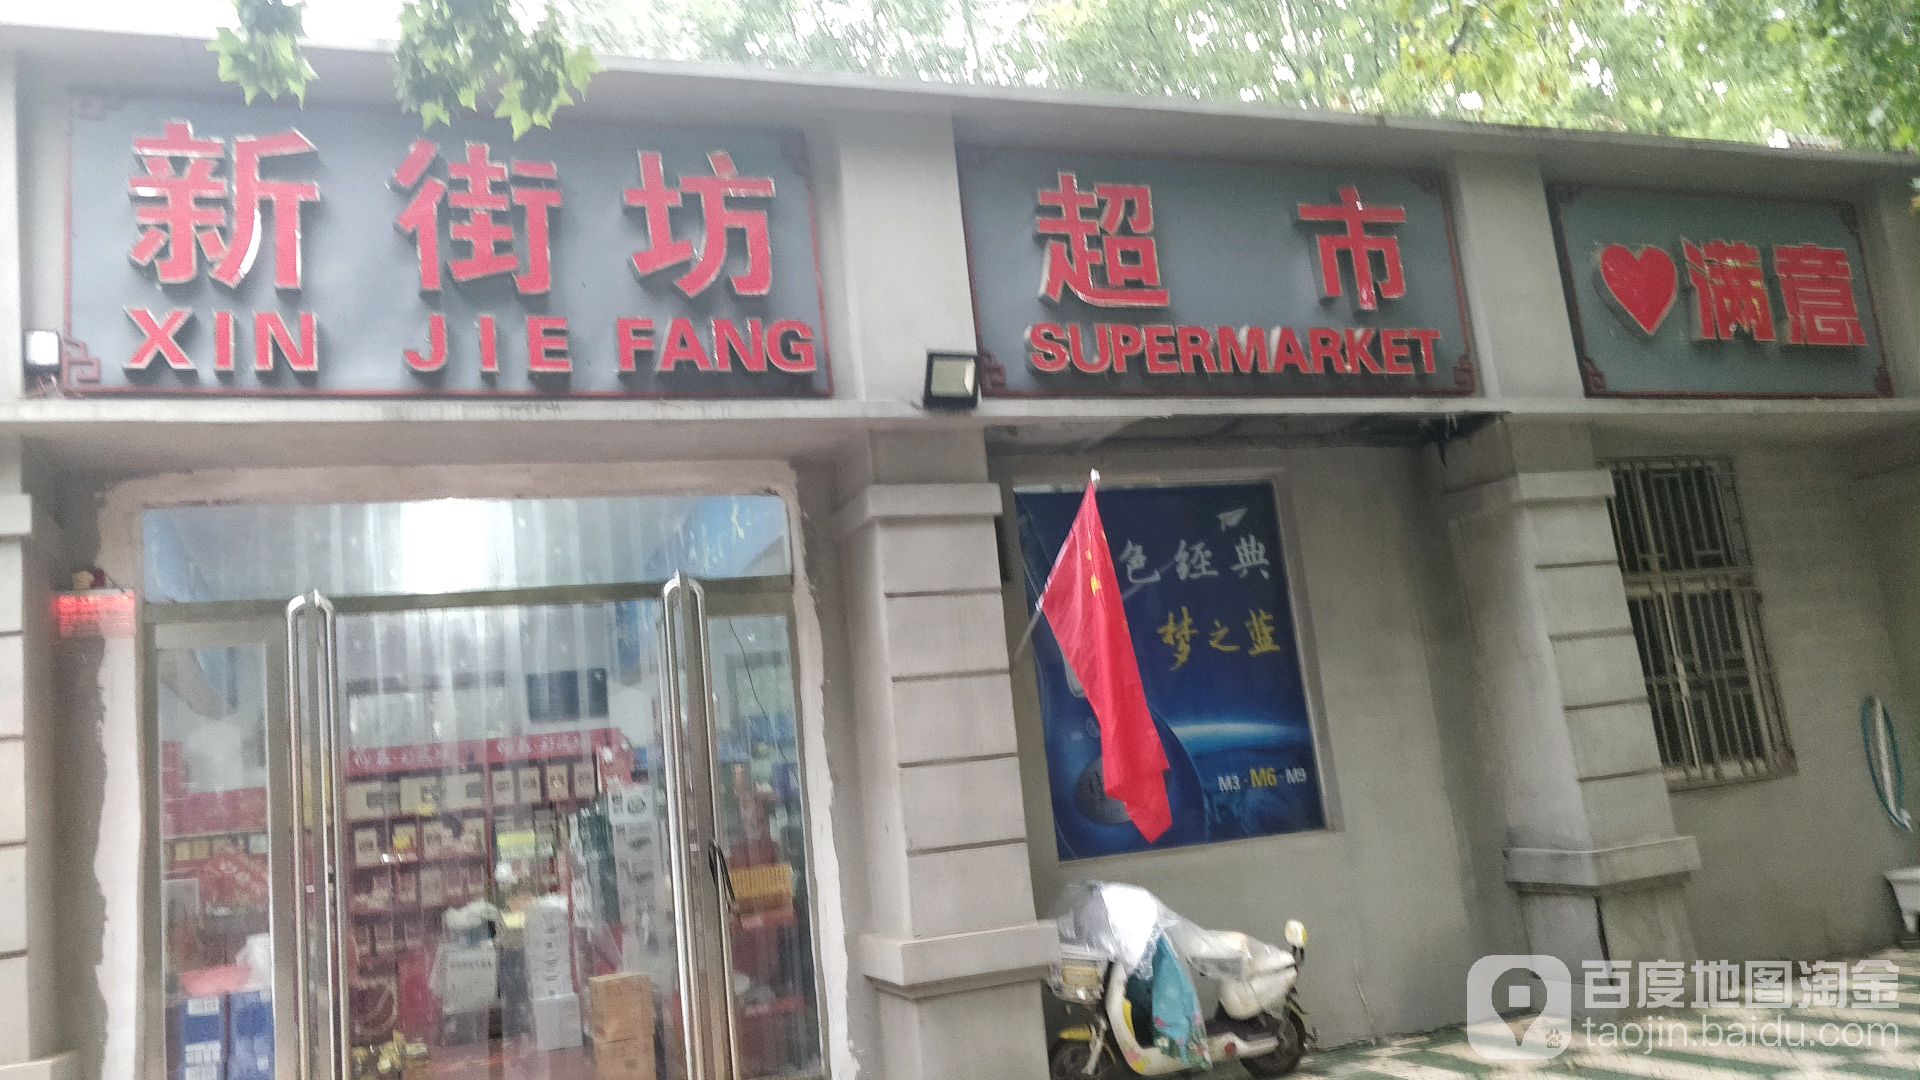 新街坊
XIN JIE FANG
超市
SUPERMARKET
♥满意
色经典
梦之蓝
M3·M6·M9
百度地图淘金
taojin.baidu.com